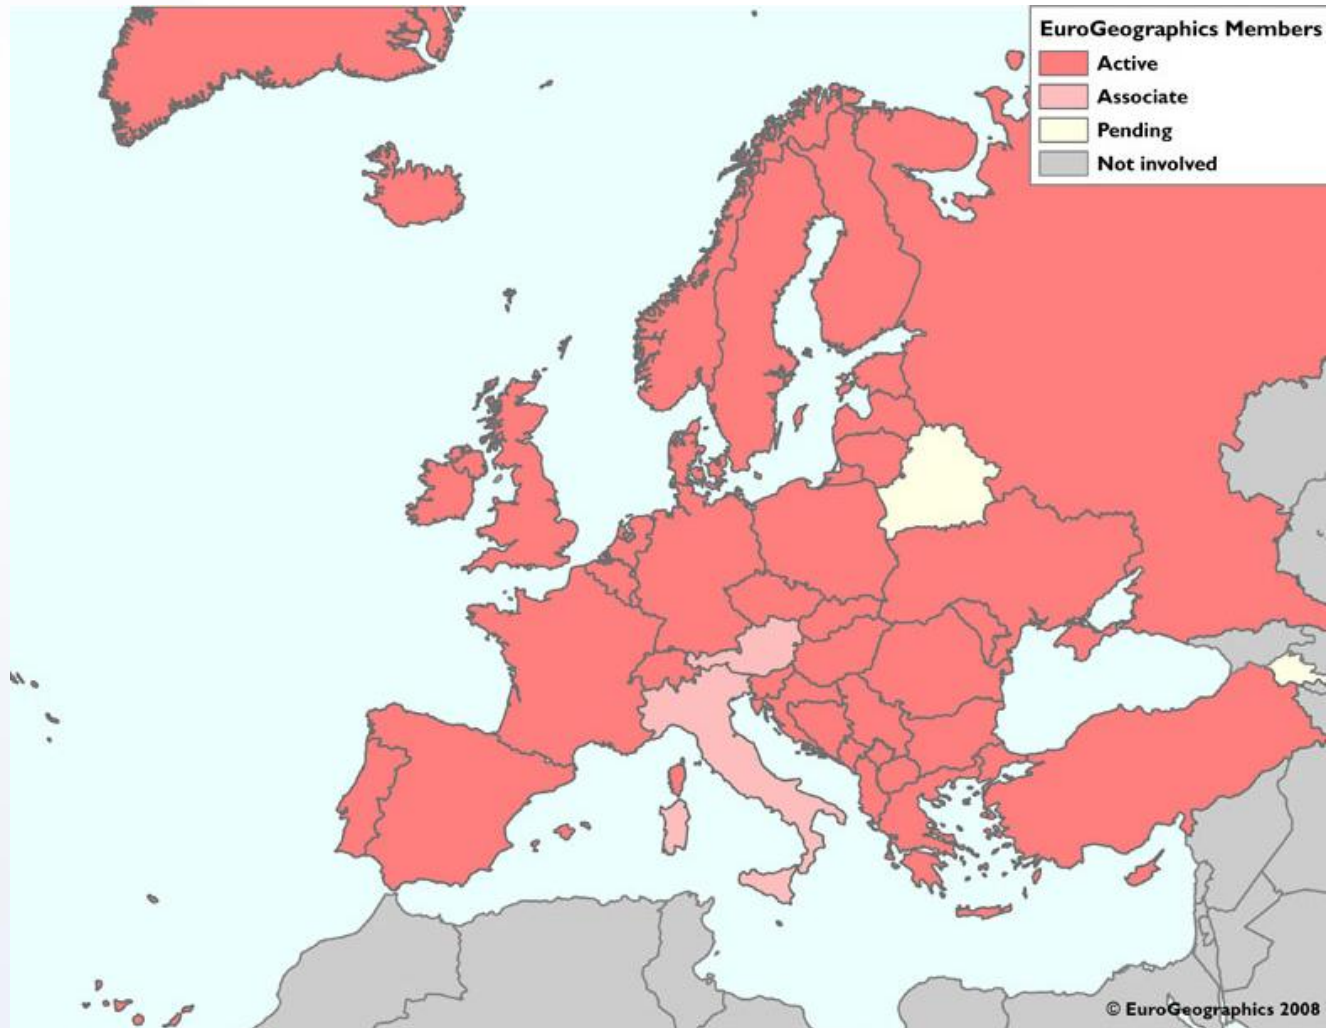 EuroGeographics Members
Active
Associate
Pending
Not involved
© EuroGeographics 2008